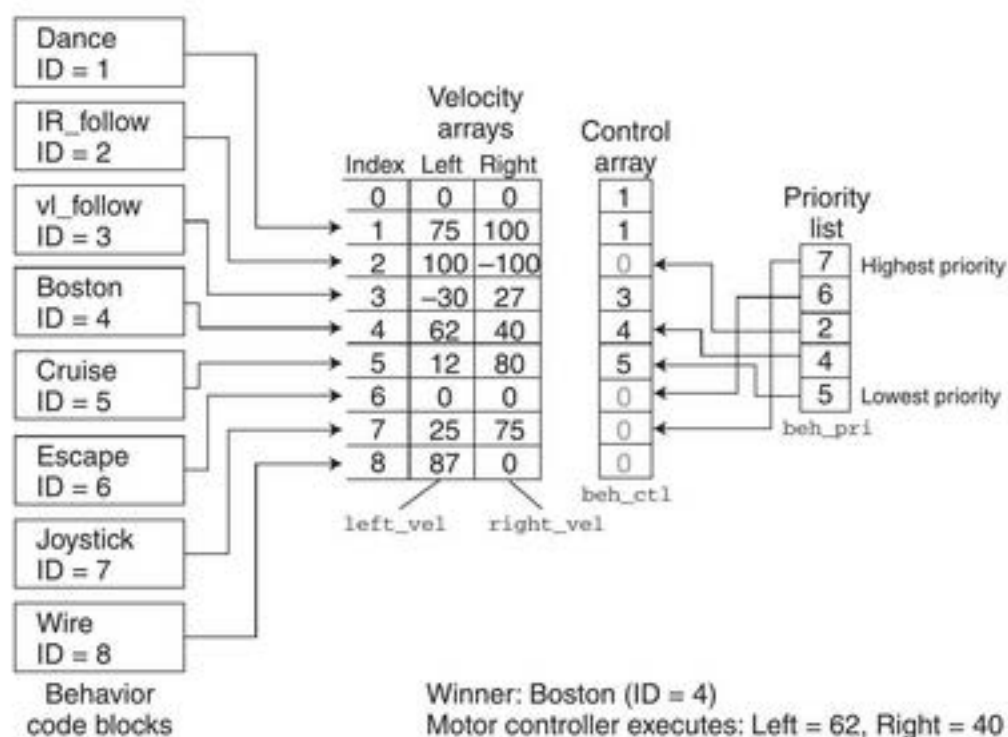 Dance
ID = 1
IR_follow
ID = 2
vl_follow
ID = 3
Boston
ID = 4
Cruise
ID = 5
Escape
ID = 6
Joystick
ID = 7
Wire
ID = 8
Behavior
code blocks
Velocity
arrays
Index Left Right
0 0 0
1 75 100
2 100 –100
3 –30 27
4 62 40
5 12 80
6 0 0
7 25 75
8 87 0
left_vel right_vel
Control
array
1
1
0
3
4
5
0
0
0
beh_ctl
Priority
list
7 Highest priority
6
2
4
5 Lowest priority
beh_pri
Winner: Boston (ID = 4)
Motor controller executes: Left = 62, Right = 40